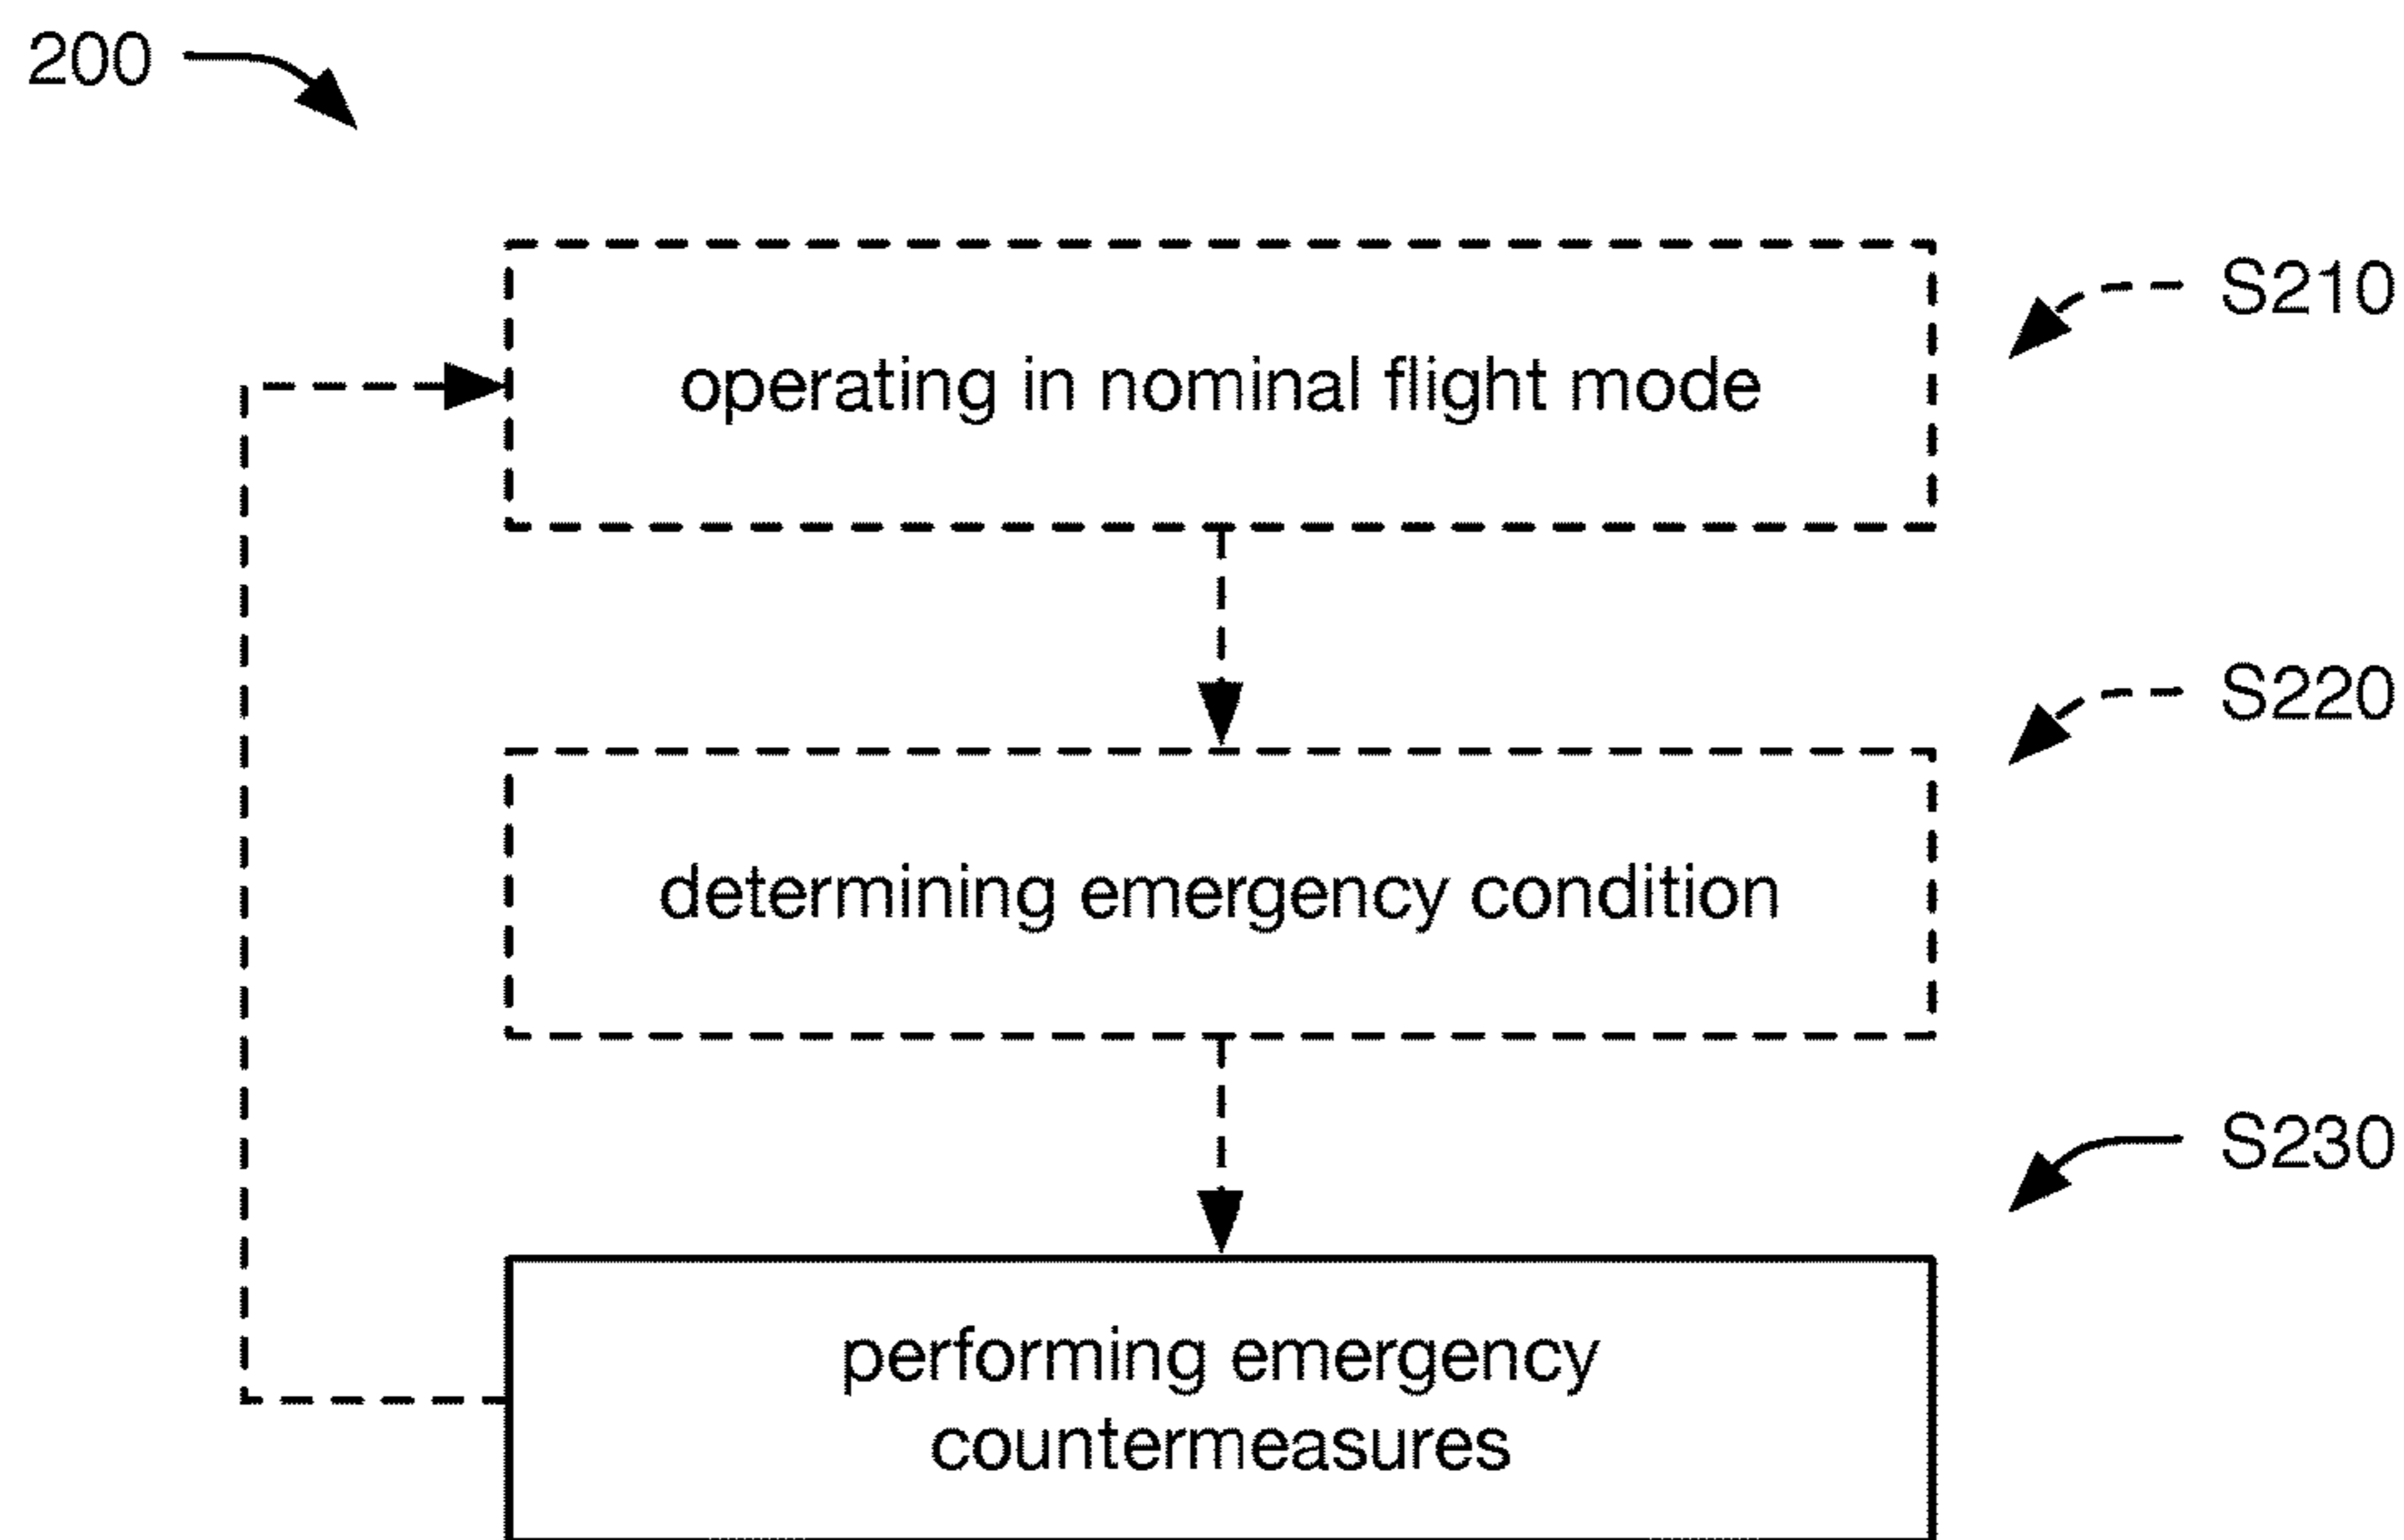 200
S210
operating in nominal flight mode
S220
determining emergency condition
S230
performing emergency
countermeasures